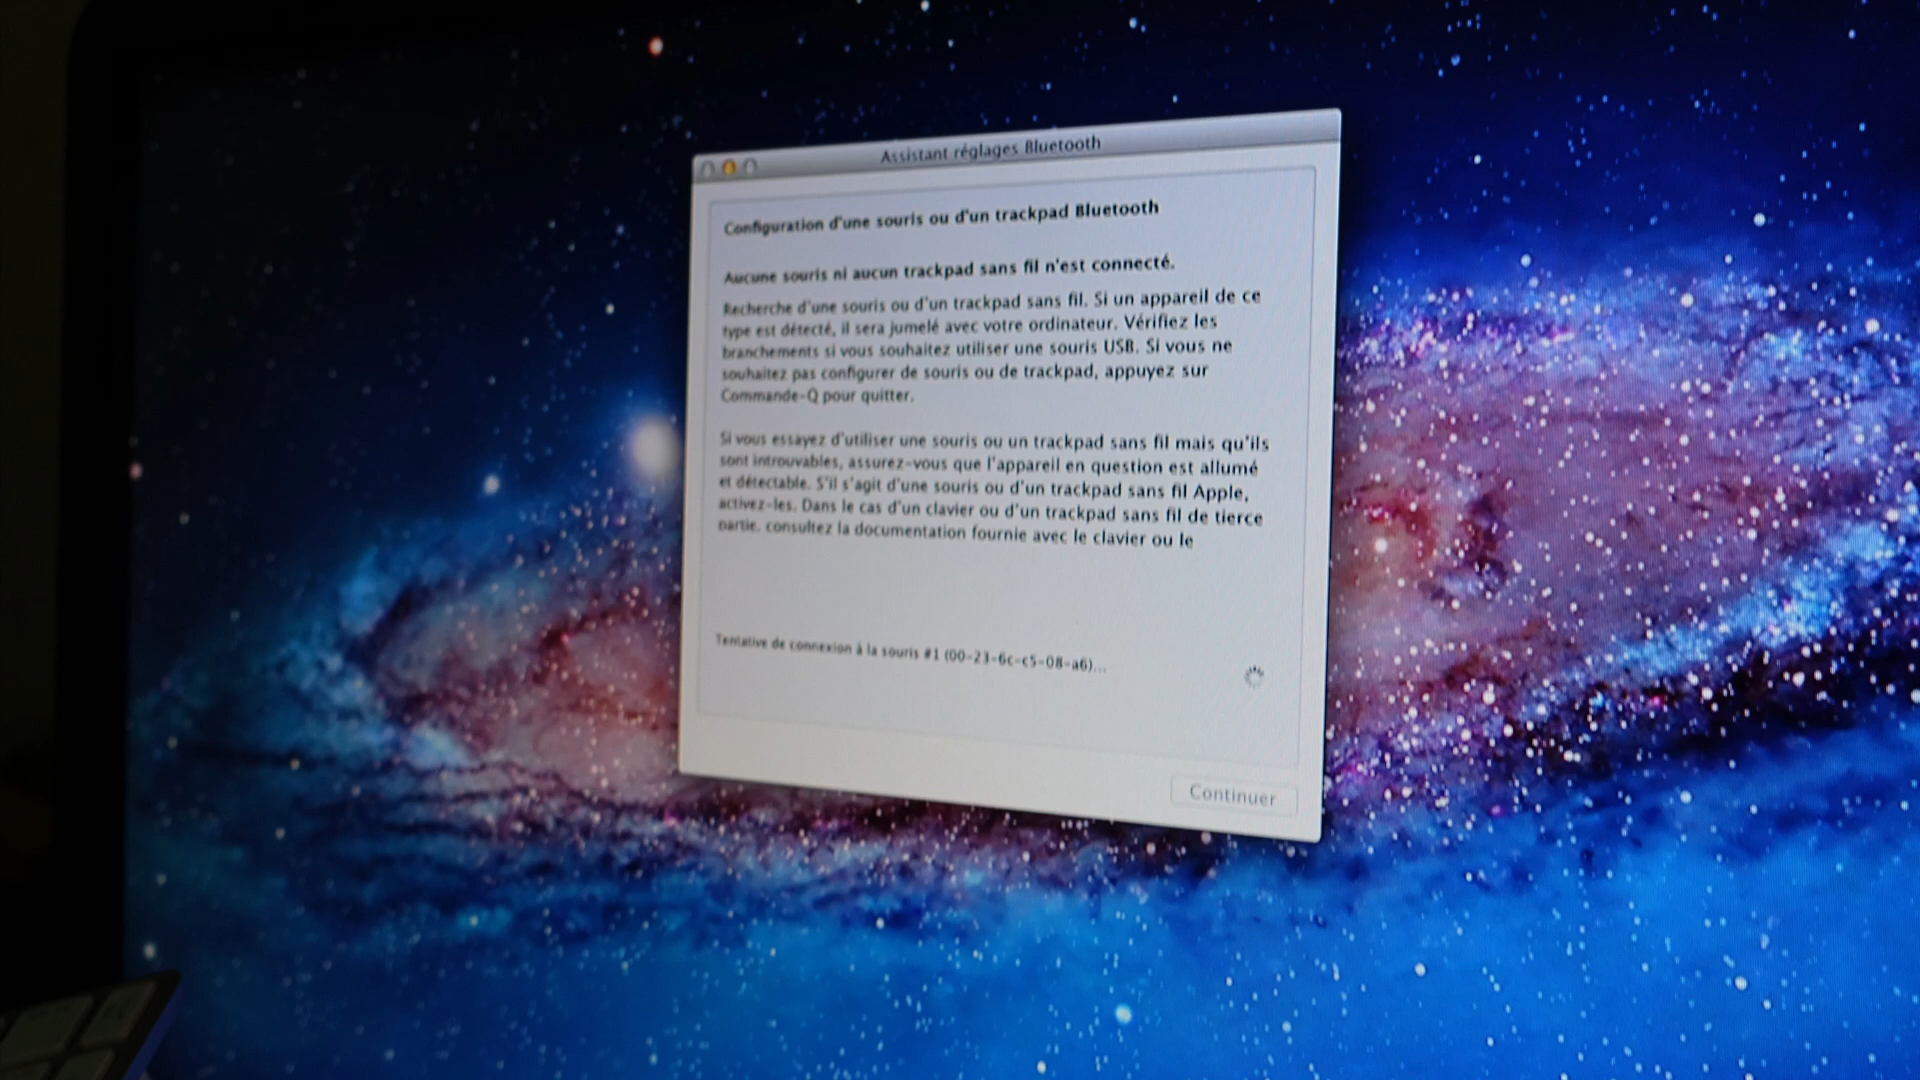 Assistant réglages Bluetooth
Configuration d'une souris ou d'un trackpad Bluetooth
Aucune souris ni aucun trackpad sans fil n'est connecté.
Recherche d'une souris ou d'un trackpad sans fil. Si un appareil de ce
type est détecté, il sera jumelé avec votre ordinateur. Vérifiez les
branchements si vous souhaitez utiliser une souris USB. Si vous ne
souhaitez pas configurer de souris ou de trackpad, appuyez sur
Commande-Q pour quitter.
Si vous essayez d'utiliser une souris ou un trackpad sans fil mais qu'ils
sont introuvables, assurez-vous que l'appareil en question est allumé
et détectable. S'il s'agit d'une souris ou d'un trackpad sans fil Apple,
activez-les. Dans le cas d'un clavier ou d'un trackpad sans fil de tierce
partie, consultez la documentation fournie avec le clavier ou le
Tentative de connexion à la souris #1 (00-23-6c-c5-08-a6)...
Continuer